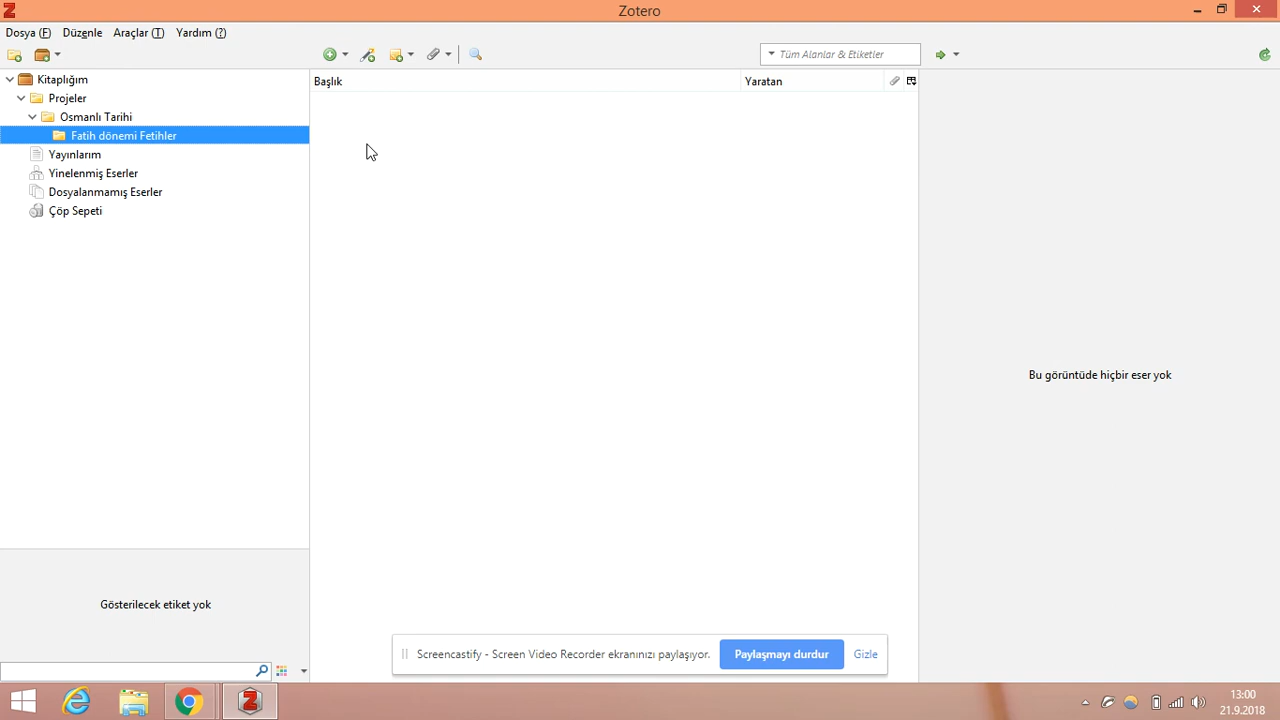 Zotero
Dosya (F) Düzenle Araçlar (T) Yardım (?)
Tüm Alanlar & Etiketler
Kitaplığım
Projeler
Osmanlı Tarihi
Fatih dönemi Fetihler
Yayınlarım
Yinelenmiş Eserler
Dosyalanmamış Eserler
Çöp Sepeti
Başlık Yaratan
Bu görüntüde hiçbir eser yok
Gösterilecek etiket yok
Screencastify - Screen Video Recorder ekranınızı paylaşıyor. Paylaşmayı durdur Gizle
13:00
21.9.2018